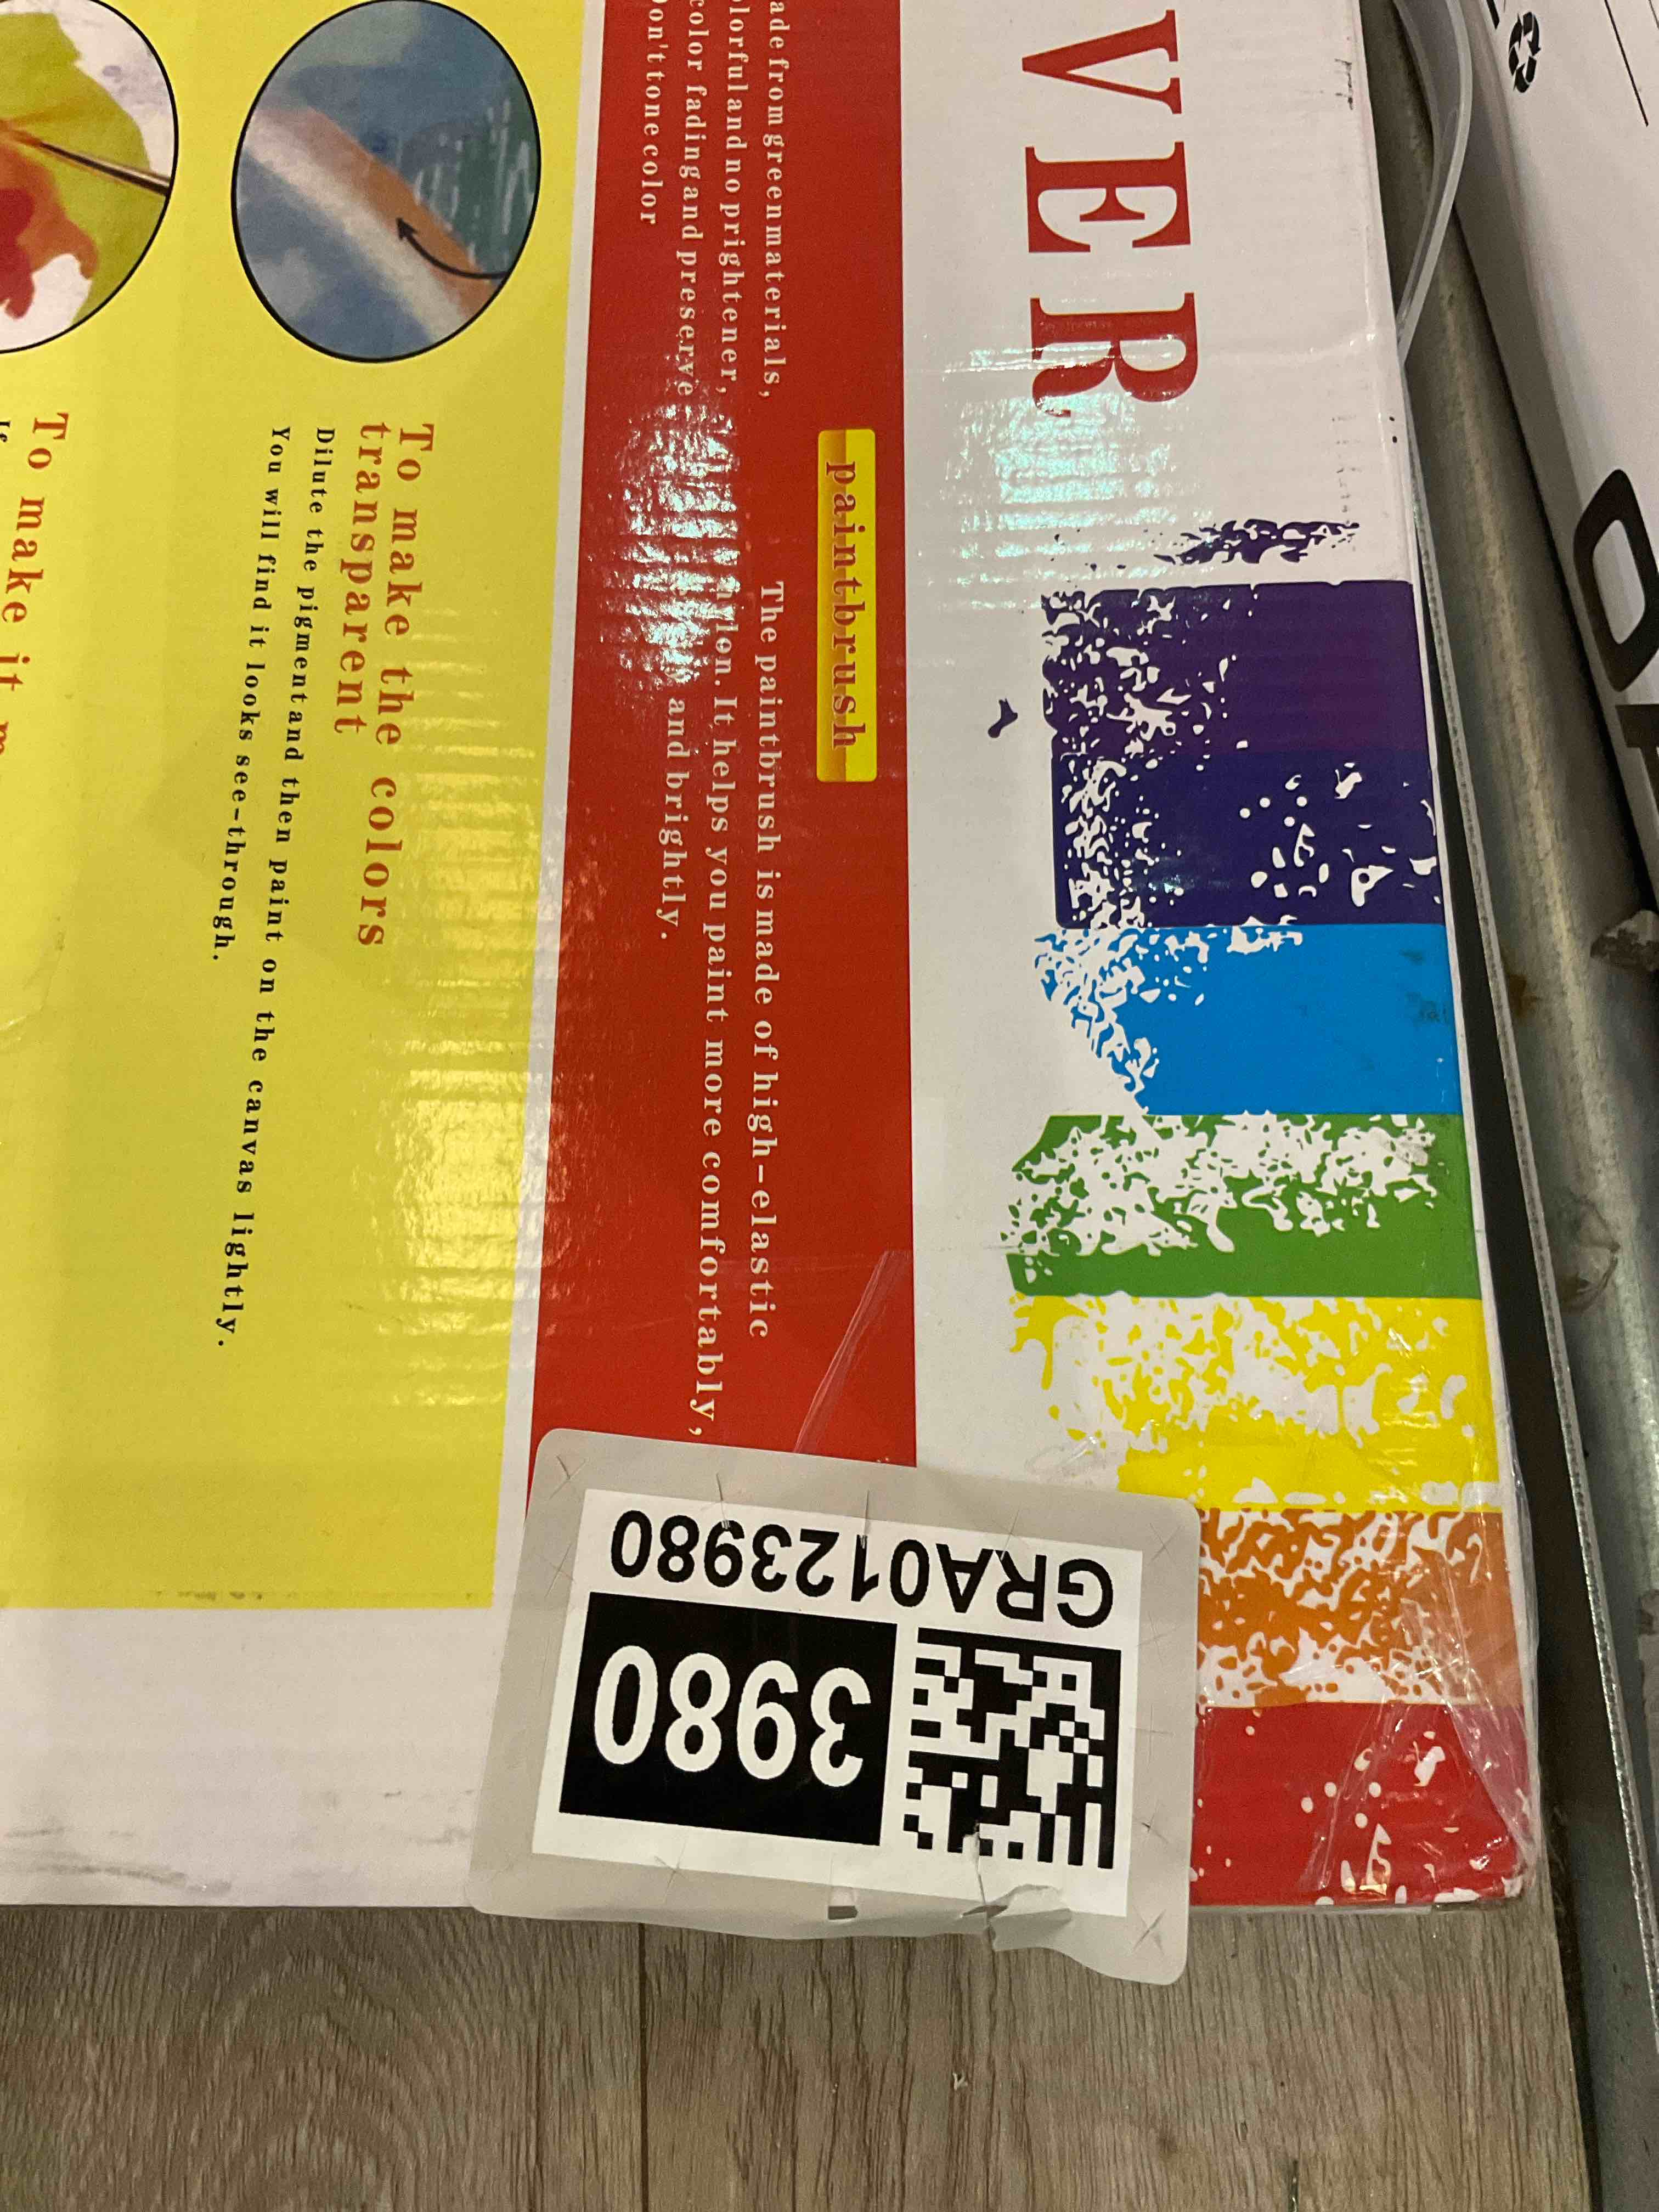 VER
paintbrush
ade from green materials,
lorful and no prightener,
color fading and preserve
on't tone color
The paintbrush is made of high-elastic
It helps you paint more comfortably,
and brightly.
To make the colors
transparent
Dilute the pigment and then paint on the canvas lightly.
You will find it looks see-through.
To make it
GRA0123980
3980